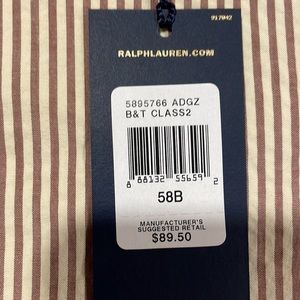 917042
RALPHLAUREN.COM
5895766 ADGZ
B&T CLASS2
8 88132 55659 2
58B
MANUFACTURER'S
SUGGESTED RETAIL
$89.50